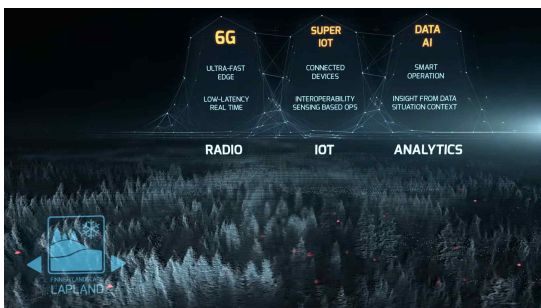 6G
ULTRA-FAST
EDGE
LOW-LATENCY
REAL TIME
RADIO
SUPER
IOT
CONNECTED
DEVICES
INTEROPERABILITY
SENSING BASED OPS
IOT
DATA
AI
SMART
OPERATION
INSIGHT FROM DATA
SITUATION CONTEXT
ANALYTICS
LAPLAND